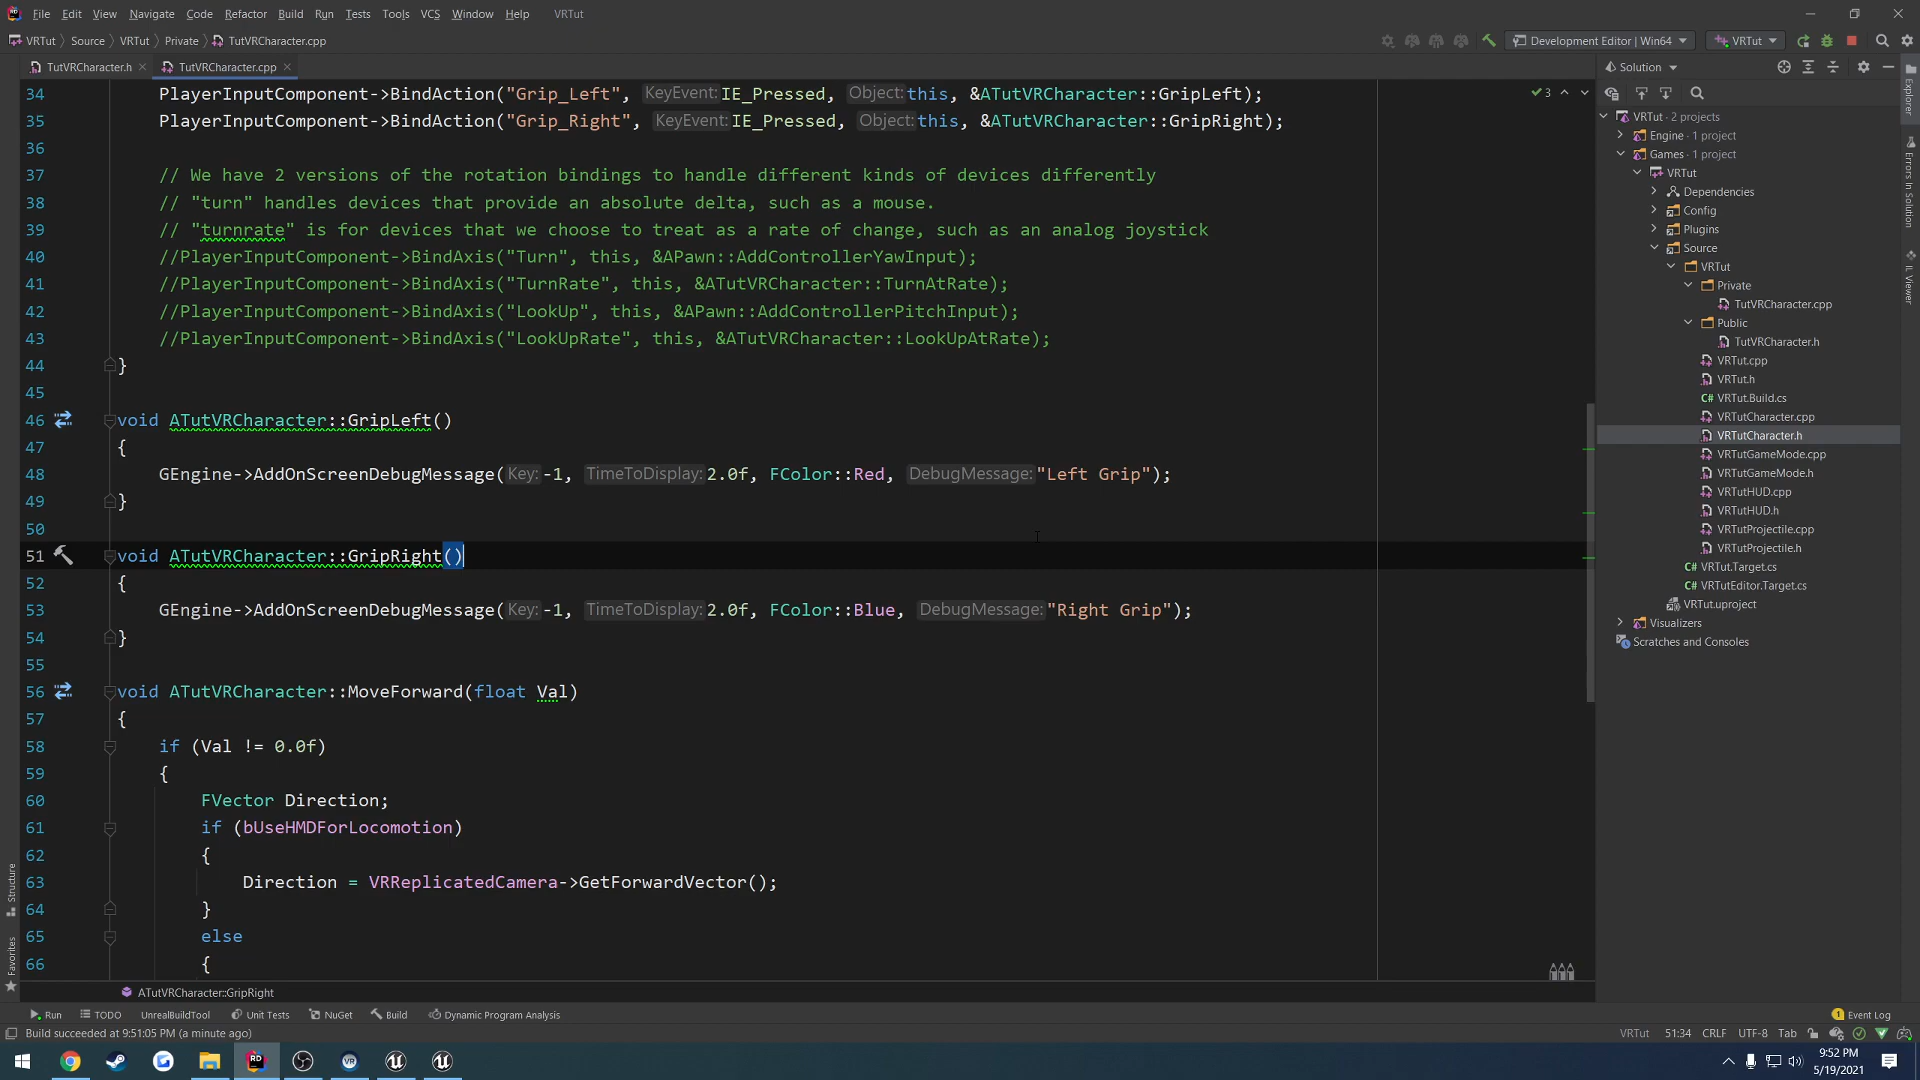 File Edit View Navigate Code Refactor Build Run Tests Tools VCS Window Help VRTut
VRTut Source VRTut Private TutVRCharacter.cpp
Development Editor | Win64 VRTut
TutVRCharacter.h TutVRCharacter.cpp
34 PlayerInputComponent->BindAction("Grip_Left", KeyEvent: IE_Pressed, Object: this, &ATutVRCharacter::GripLeft);
35 PlayerInputComponent->BindAction("Grip_Right", KeyEvent: IE_Pressed, Object: this, &ATutVRCharacter::GripRight);
36
37 // We have 2 versions of the rotation bindings to handle different kinds of devices differently
38 // "turn" handles devices that provide an absolute delta, such as a mouse.
39 // "turnrate" is for devices that we choose to treat as a rate of change, such as an analog joystick
40 //PlayerInputComponent->BindAxis("Turn", this, &APawn::AddControllerYawInput);
41 //PlayerInputComponent->BindAxis("TurnRate", this, &ATutVRCharacter::TurnAtRate);
42 //PlayerInputComponent->BindAxis("LookUp", this, &APawn::AddControllerPitchInput);
43 //PlayerInputComponent->BindAxis("LookUpRate", this, &ATutVRCharacter::LookUpAtRate);
44 }
45
46 void ATutVRCharacter::GripLeft()
47 {
48 GEngine->AddOnScreenDebugMessage( Key: -1, TimeToDisplay: 2.0f, FColor::Red, DebugMessage: "Left Grip");
49 }
50
51 void ATutVRCharacter::GripRight()
52 {
53 GEngine->AddOnScreenDebugMessage( Key: -1, TimeToDisplay: 2.0f, FColor::Blue, DebugMessage: "Right Grip");
54 }
55
56 void ATutVRCharacter::MoveForward(float Val)
57 {
58 if (Val != 0.0f)
59 {
60 FVector Direction;
61 if (bUseHMDForLocomotion)
62 {
63 Direction = VRReplicatedCamera->GetForwardVector();
64 }
65 else
66 {
3
ATutVRCharacter::GripRight
Solution
VRTut · 2 projects
Engine · 1 project
Games · 1 project
VRTut
Dependencies
Config
Plugins
Source
VRTut
Private
TutVRCharacter.cpp
Public
TutVRCharacter.h
VRTut.cpp
VRTut.h
C# VRTut.Build.cs
VRTutCharacter.cpp
VRTutCharacter.h
VRTutGameMode.cpp
VRTutGameMode.h
VRTutHUD.cpp
VRTutHUD.h
VRTutProjectile.cpp
VRTutProjectile.h
C# VRTut.Target.cs
C# VRTutEditor.Target.cs
VRTut.uproject
Visualizers
Scratches and Consoles
Explorer
Errors In Solution
IL Viewer
Structure
Favorites
Run TODO UnrealBuildTool Unit Tests NuGet Build Dynamic Program Analysis 1 Event Log
Build succeeded at 9:51:05 PM (a minute ago) VRTut 51:34 CRLF UTF-8 Tab
9:52 PM
5/19/2021